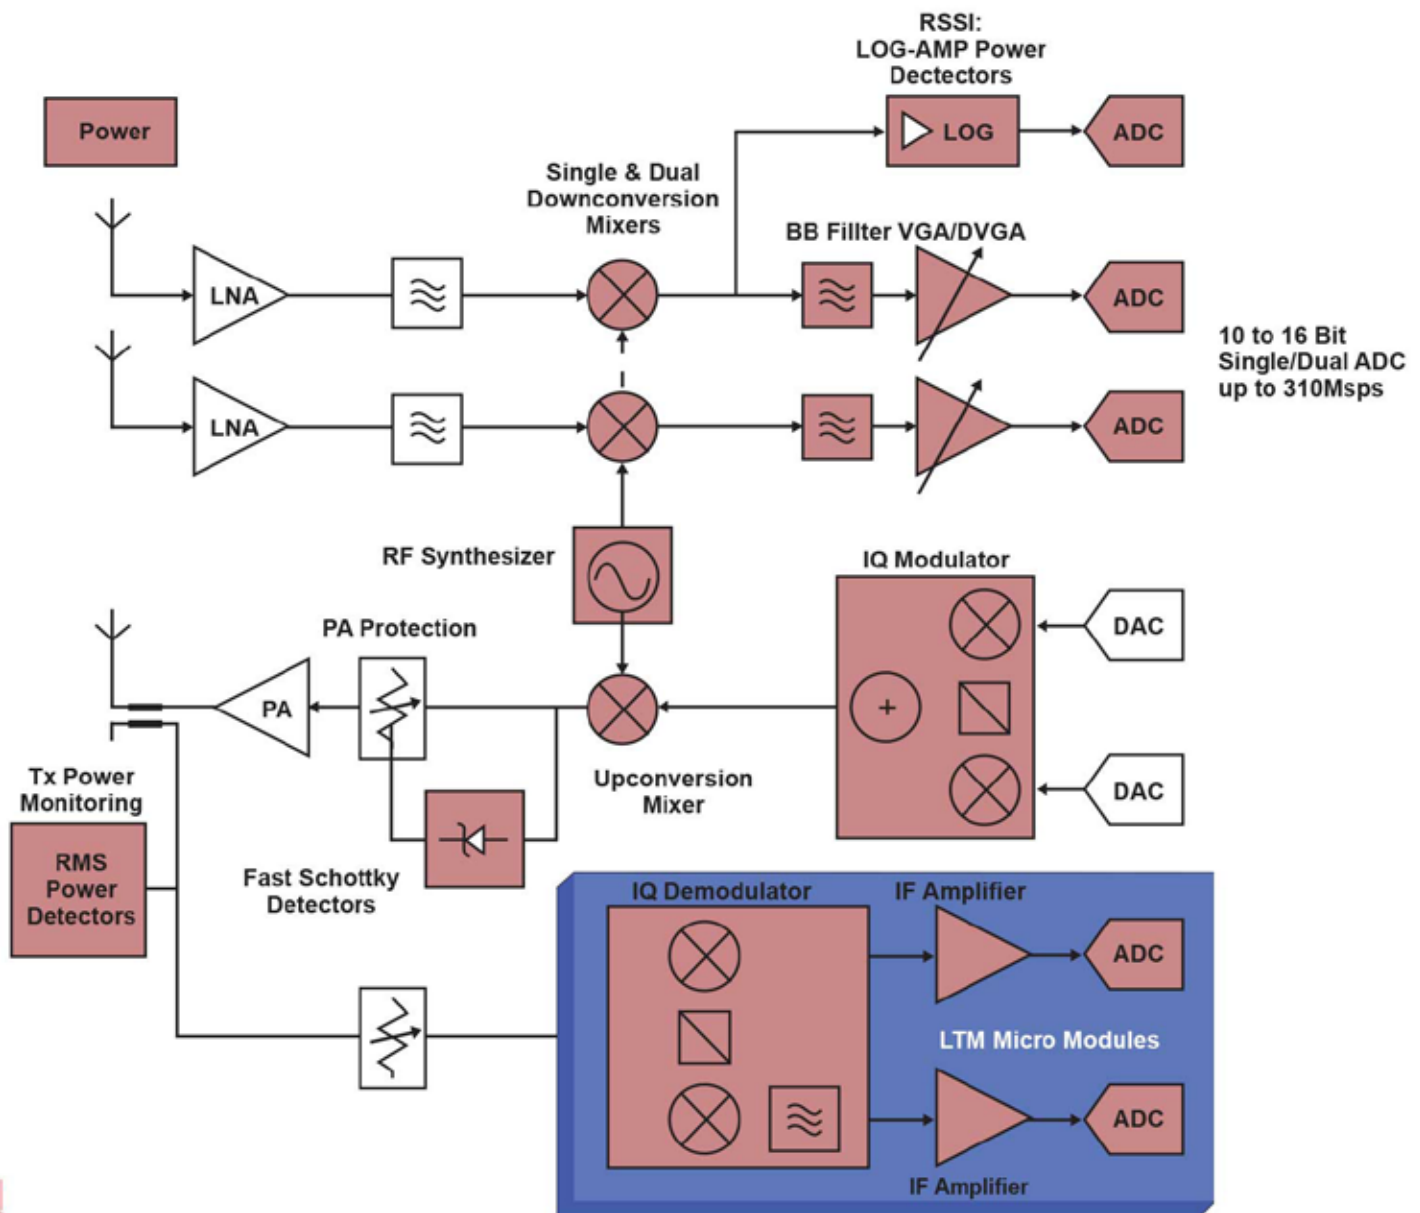 RSSI:
LOG-AMP Power
Dectectors
Power
LOG
ADC
Single & Dual
Downconversion
Mixers
BB Fillter VGA/DVGA
LNA
ADC
10 to 16 Bit
Single/Dual ADC
up to 310Msps
LNA
ADC
RF Synthesizer
IQ Modulator
PA Protection
DAC
PA
+
Upconversion
Mixer
DAC
Tx Power
Monitoring
RMS
Power
Detectors
Fast Schottky
Detectors
IQ Demodulator
IF Amplifier
ADC
LTM Micro Modules
ADC
IF Amplifier